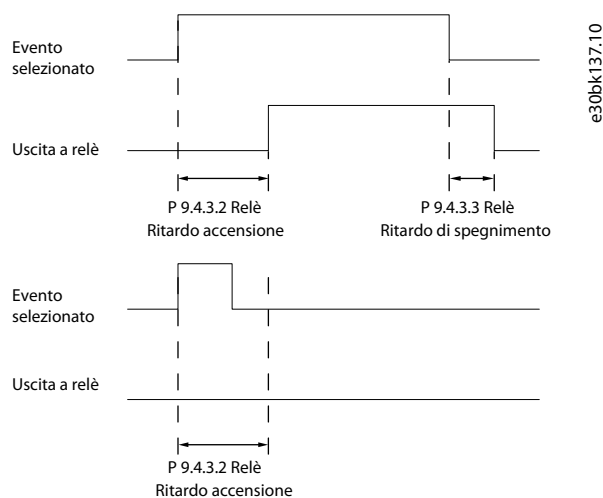 Evento
selezionato
Uscita a relè
P 9.4.3.2 Relè
Ritardo accensione
P 9.4.3.3 Relè
Ritardo di spegnimento
e30bk137.10
Evento
selezionato
Uscita a relè
P 9.4.3.2 Relè
Ritardo accensione